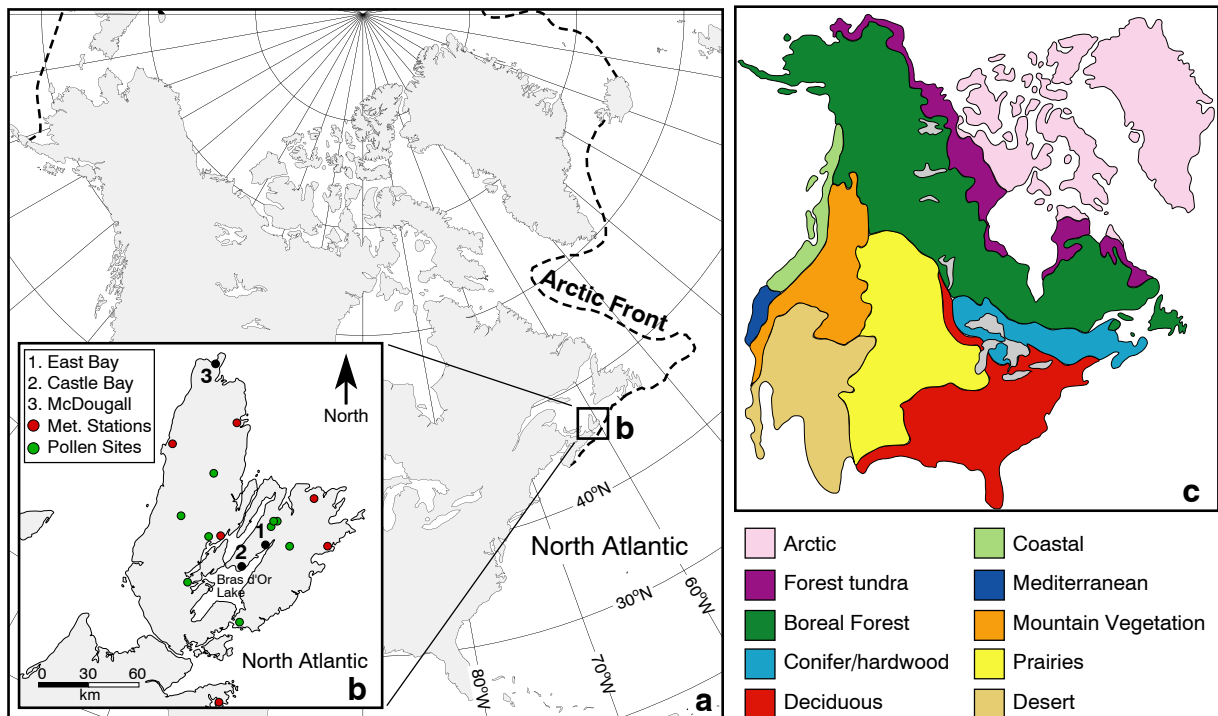 Arctic Front
b
North Atlantic
40°N
30°N
60°W
70°W
80°W
a
1. East Bay
2. Castle Bay
3. McDougall
Met. Stations
Pollen Sites
North
3
1
2
Bras d'Or
Lake
North Atlantic
0 30 60
km
b
c
Arctic
Forest tundra
Boreal Forest
Conifer/hardwood
Deciduous
Coastal
Mediterranean
Mountain Vegetation
Prairies
Desert